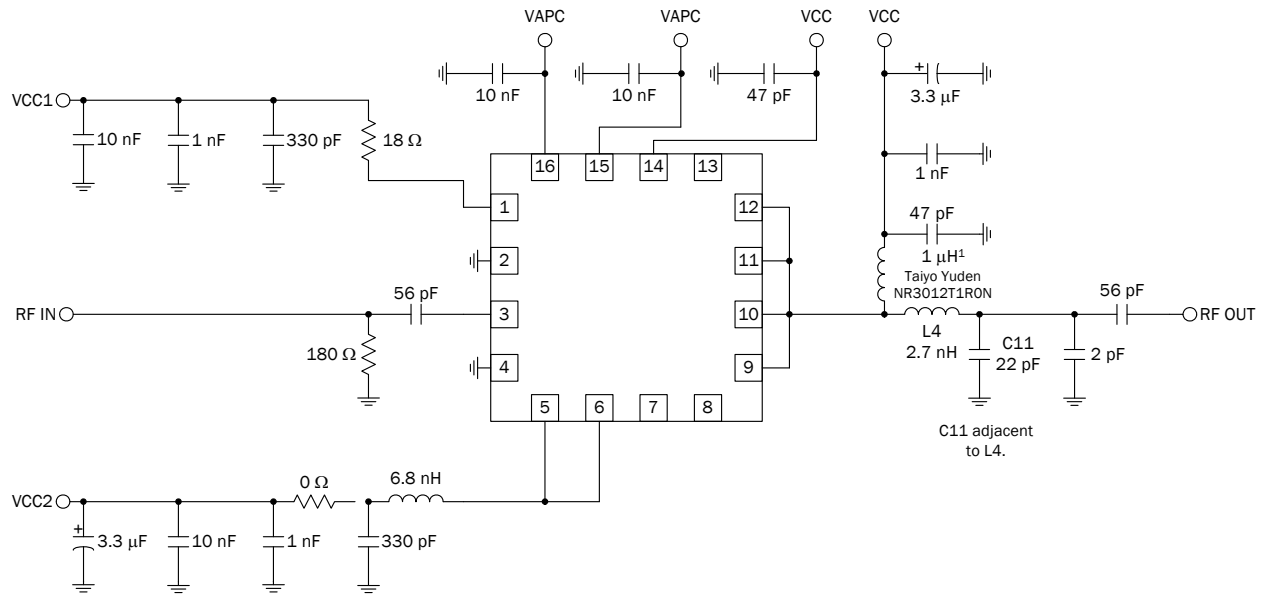 VAPC
VAPC
VCC
VCC
10 nF
10 nF
47 pF
+
3.3 µF
VCC1
10 nF
1 nF
330 pF
18 Ω
16
15
14
13
1 nF
1
12
47 pF
2
11
1 µH¹
Taiyo Yuden
NR3012T1R0N
56 pF
56 pF
RF IN
3
10
RF OUT
L4
2.7 nH
C11
22 pF
2 pF
180 Ω
4
9
5
6
7
8
C11 adjacent
to L4.
0 Ω
6.8 nH
VCC2
+
3.3 µF
10 nF
1 nF
330 pF